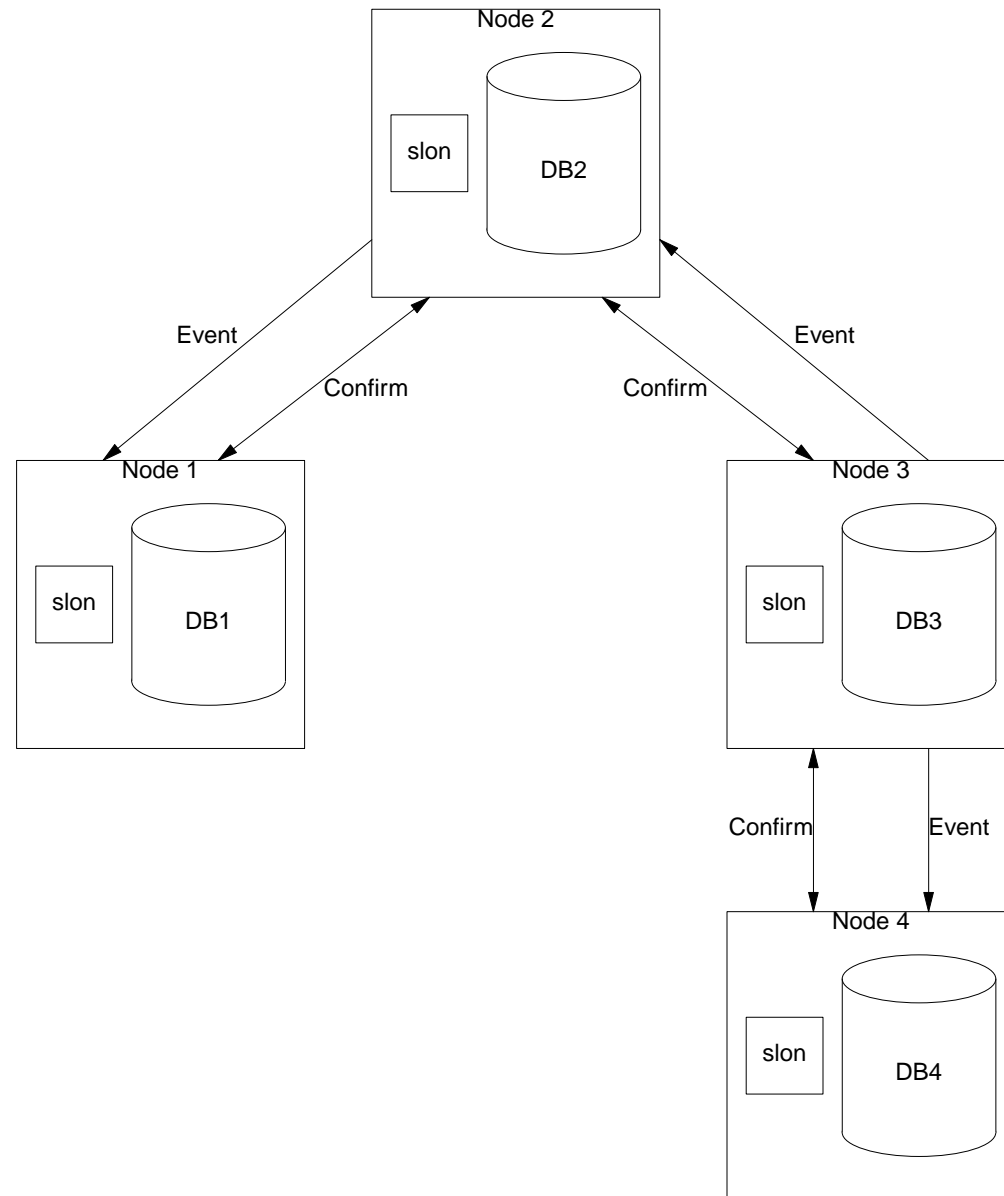 Node 2
slon
DB2
Event
Confirm
Confirm
Event
Node 1
slon
DB1
Node 3
slon
DB3
Confirm
Event
Node 4
slon
DB4